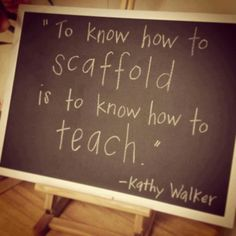 "To know how to
scaffold
is to know how to
teach."
-Kathy Walker